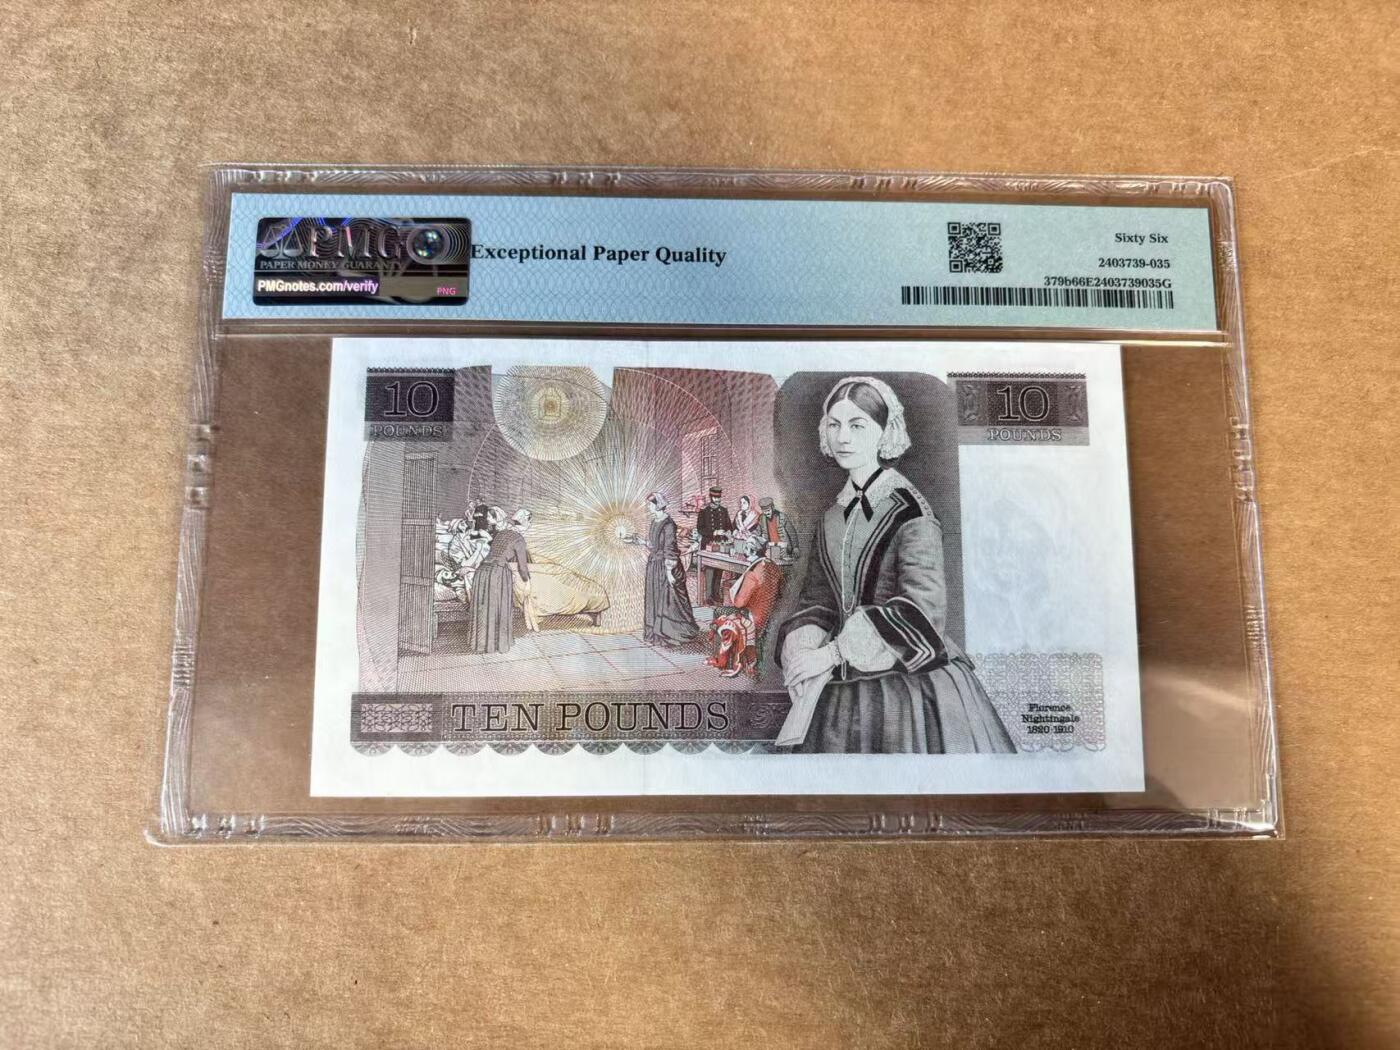 PMG
PAPER MONEY GUARANTY
PMGnotes.com/verify
PNG
Exceptional Paper Quality
Sixty Six
2403739-035
379b66E2403739035G
10
POUNDS
10
POUNDS
TEN POUNDS
Florence
Nightingale
1820-1910